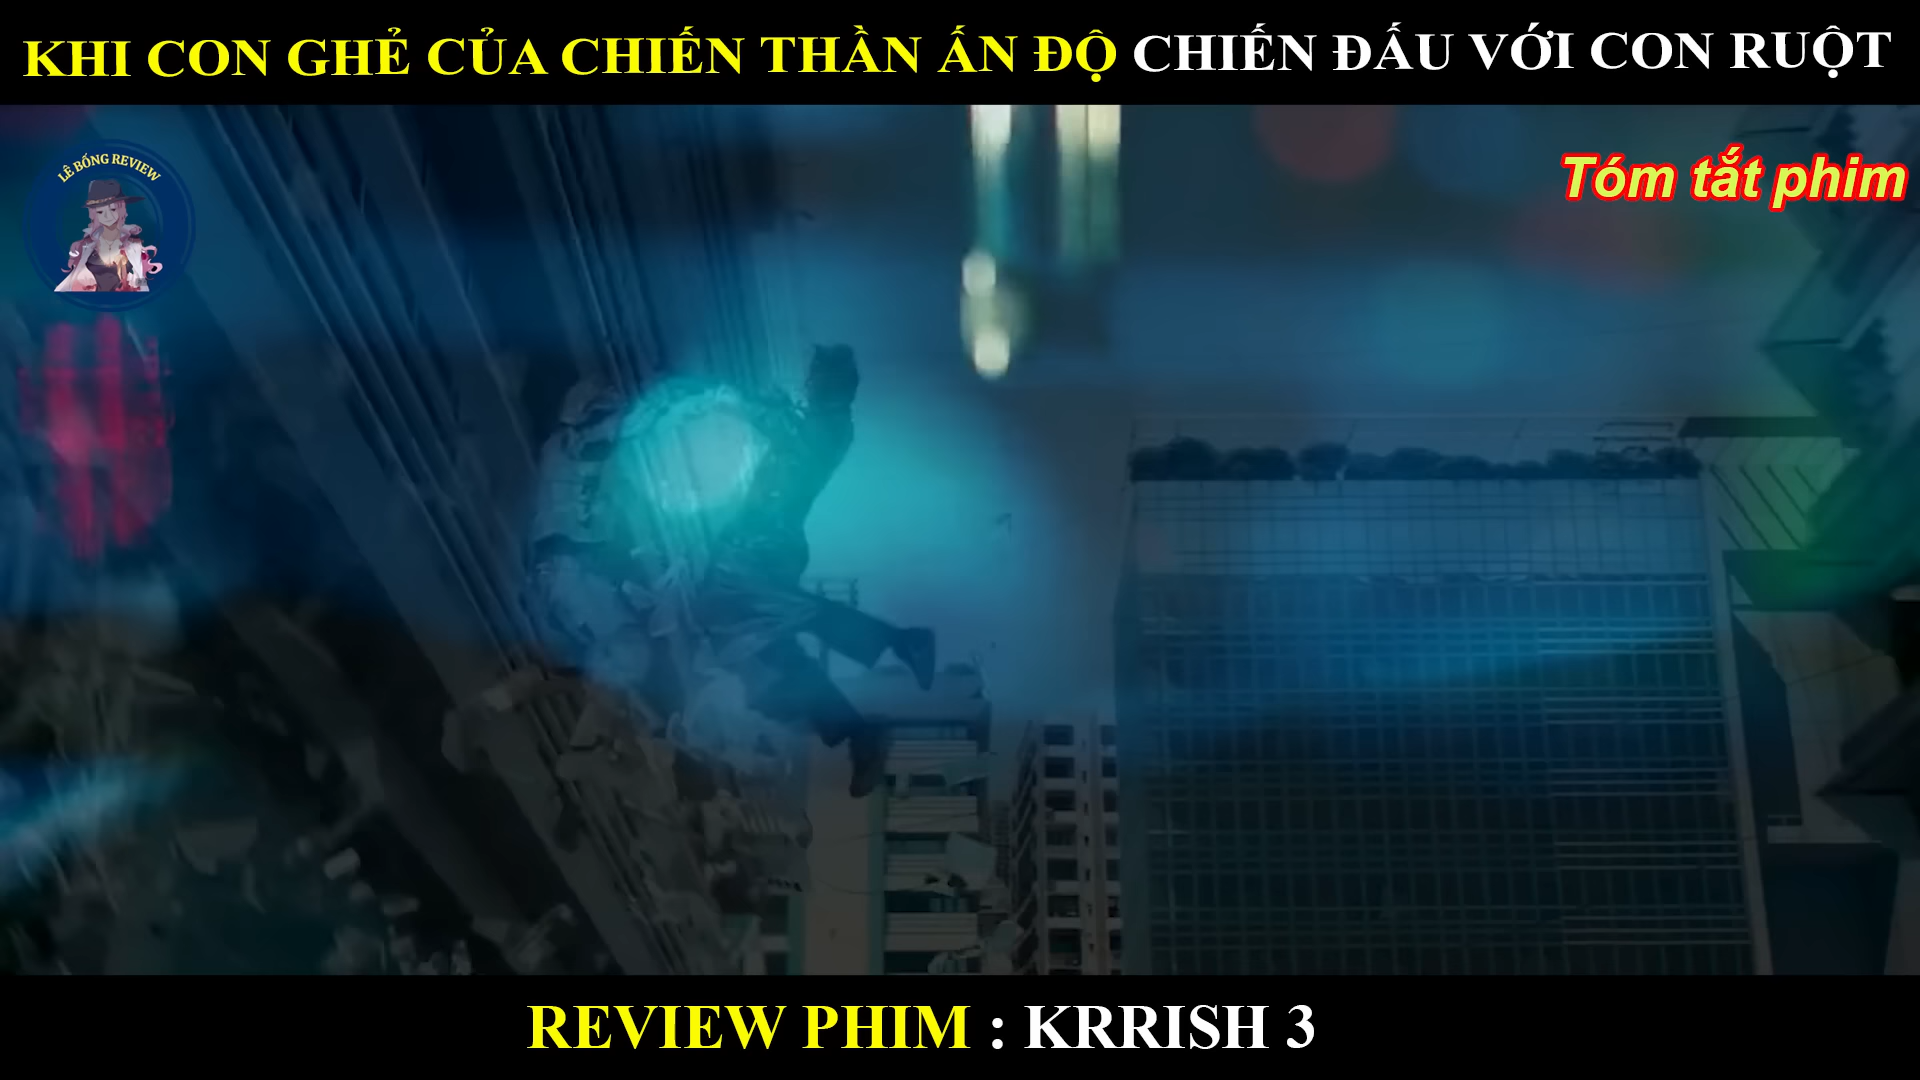 KHI CON GHẺ CỦA CHIẾN THẦN ẤN ĐỘ CHIẾN ĐẤU VỚI CON RUỘT
LÊ BỐNG REVIEW
Tóm tắt phim
REVIEW PHIM : KRRISH 3